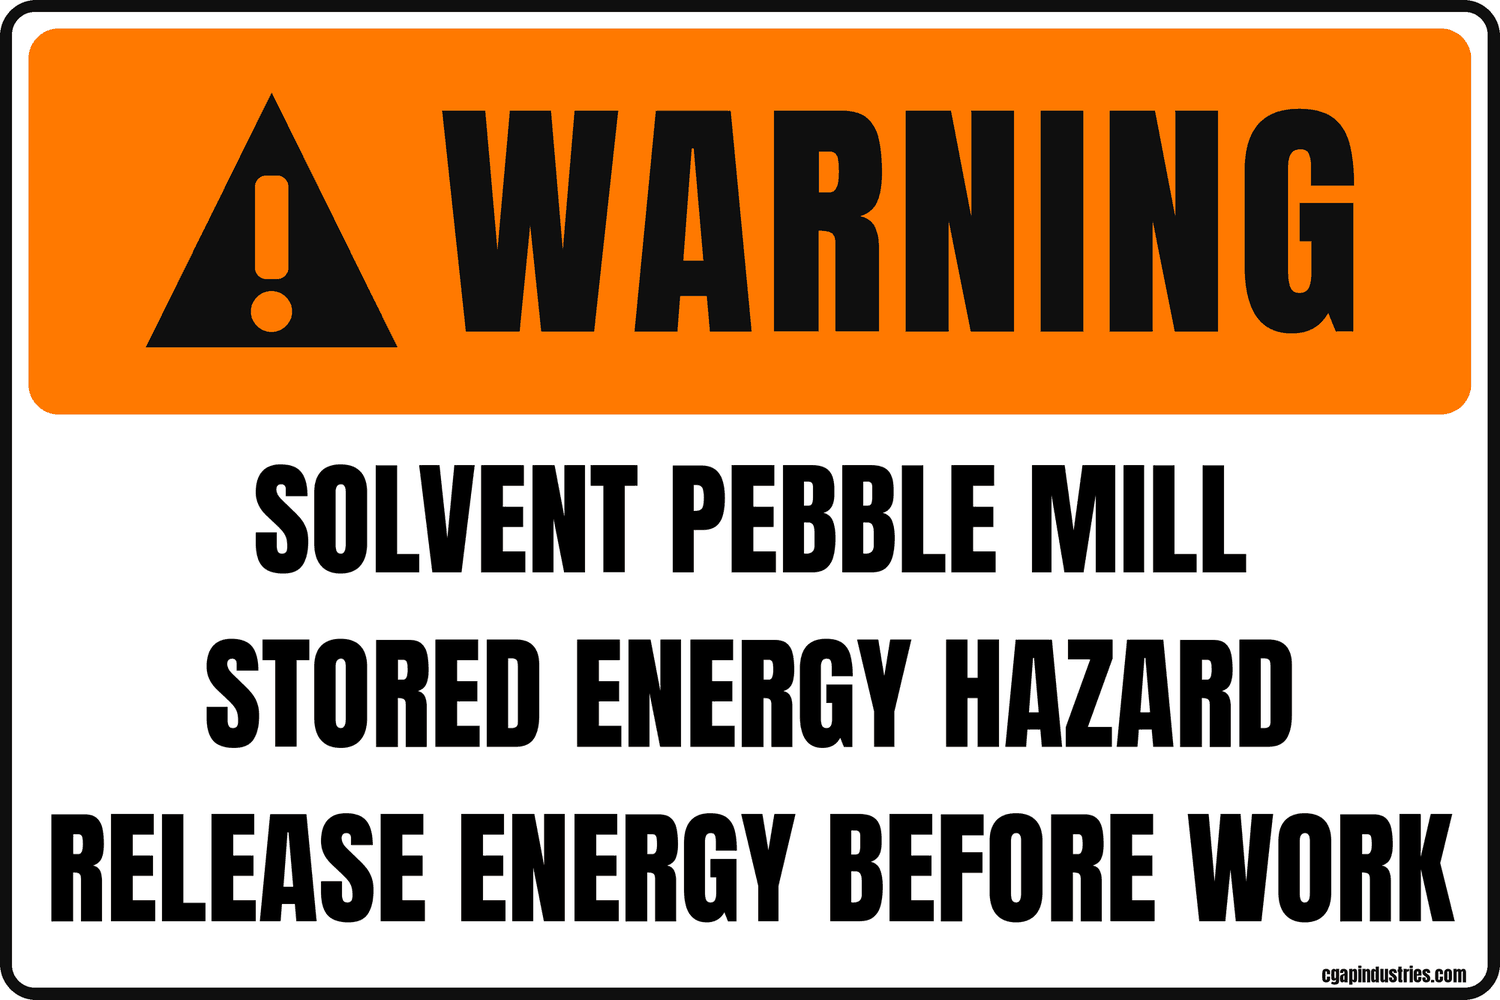 WARNING
SOLVENT PEBBLE MILL
STORED ENERGY HAZARD
RELEASE ENERGY BEFORE WORK
cgapindustries.com